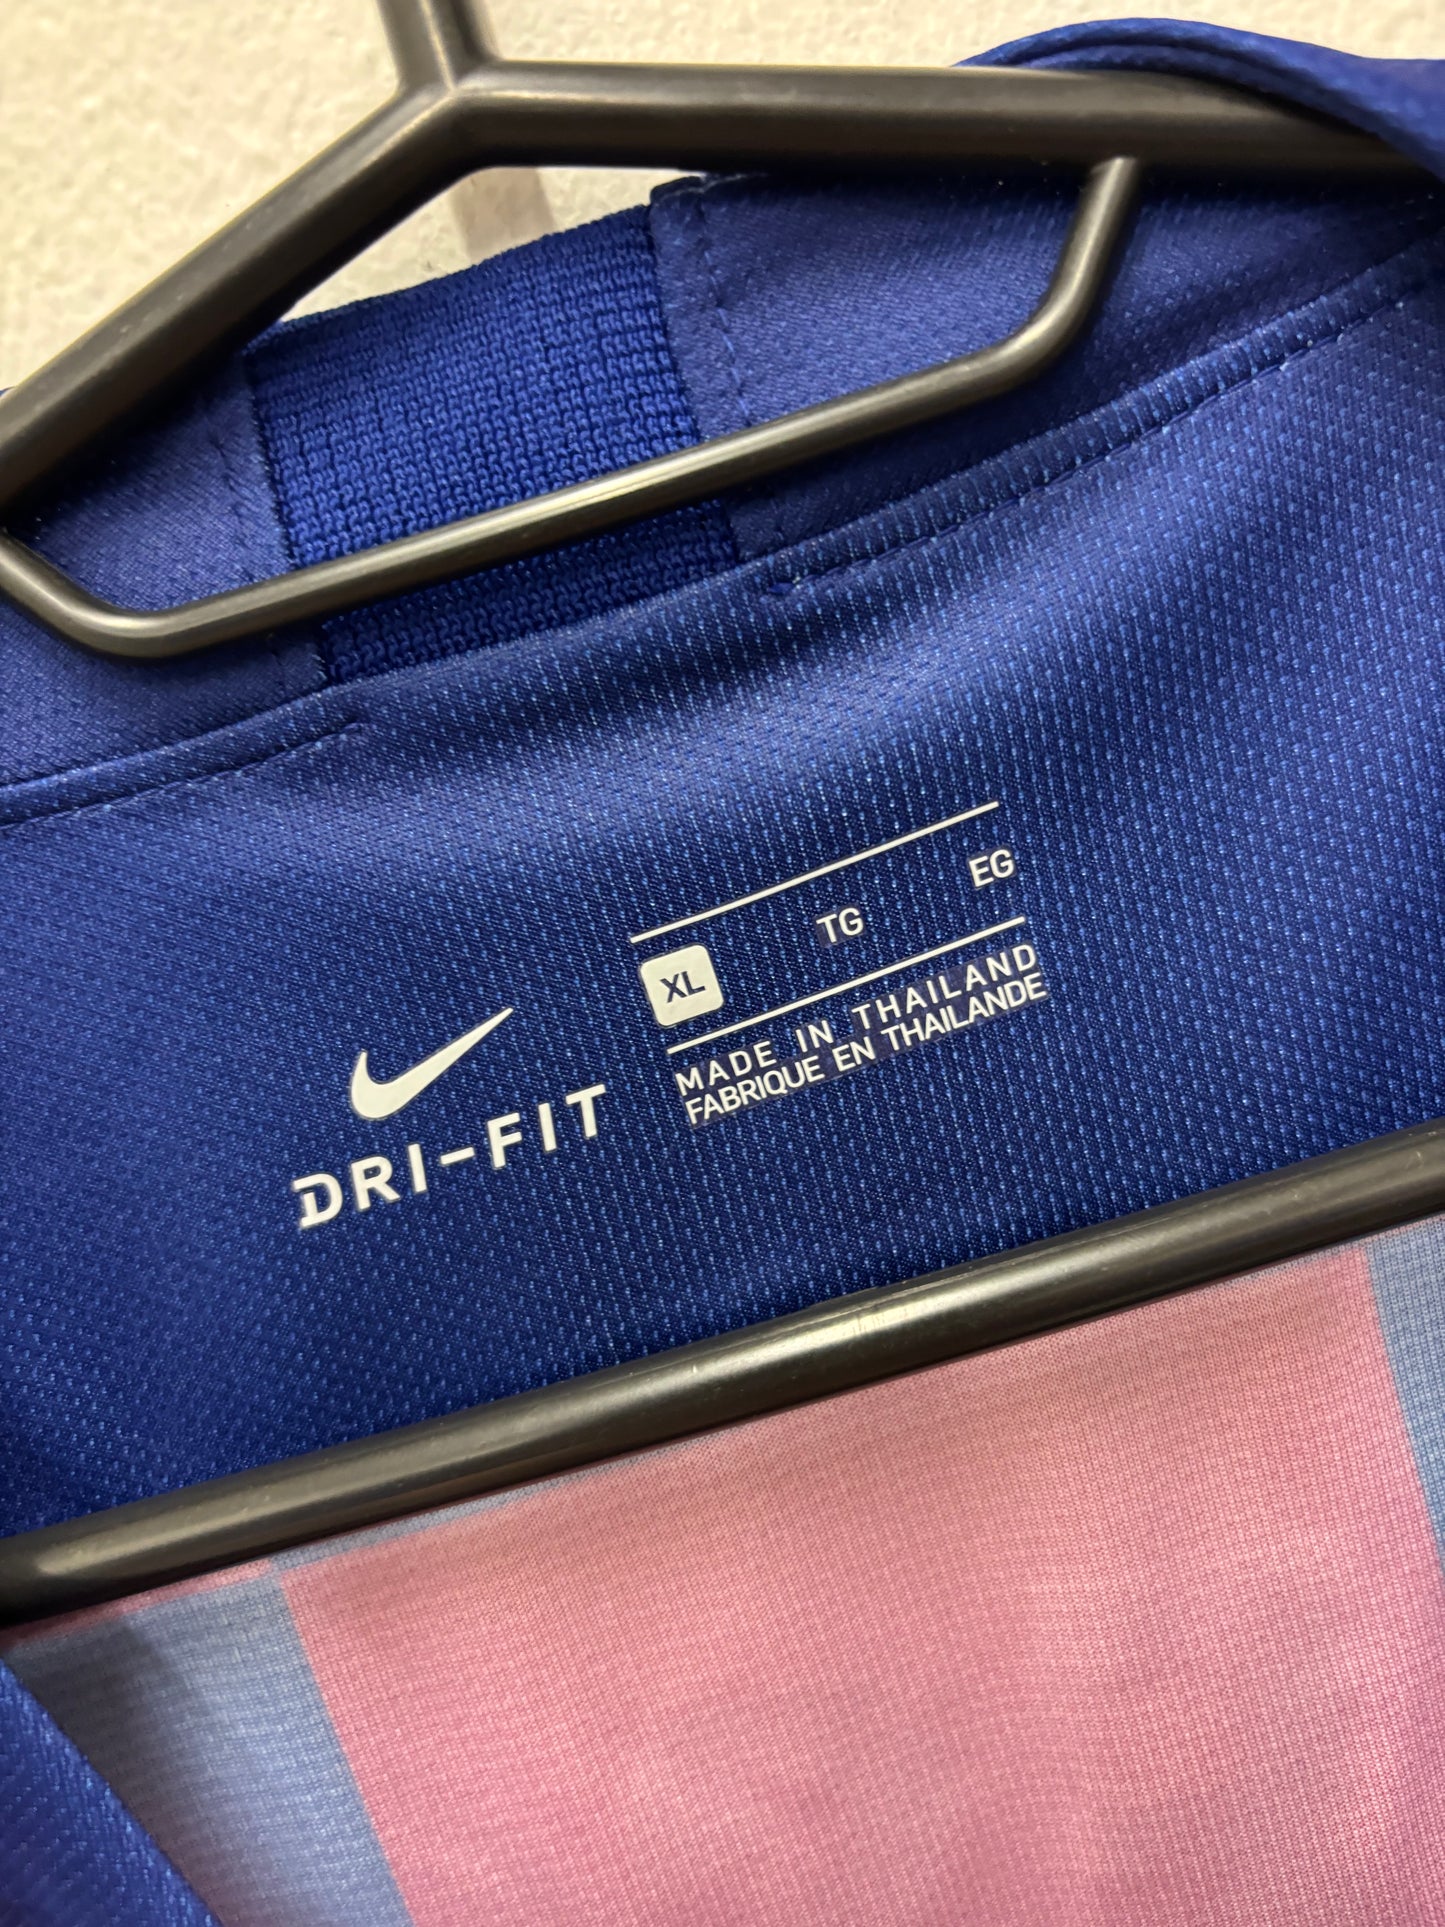 XL TG EG
MADE IN THAILAND
FABRIQUE EN THAILANDE
DRI-FIT